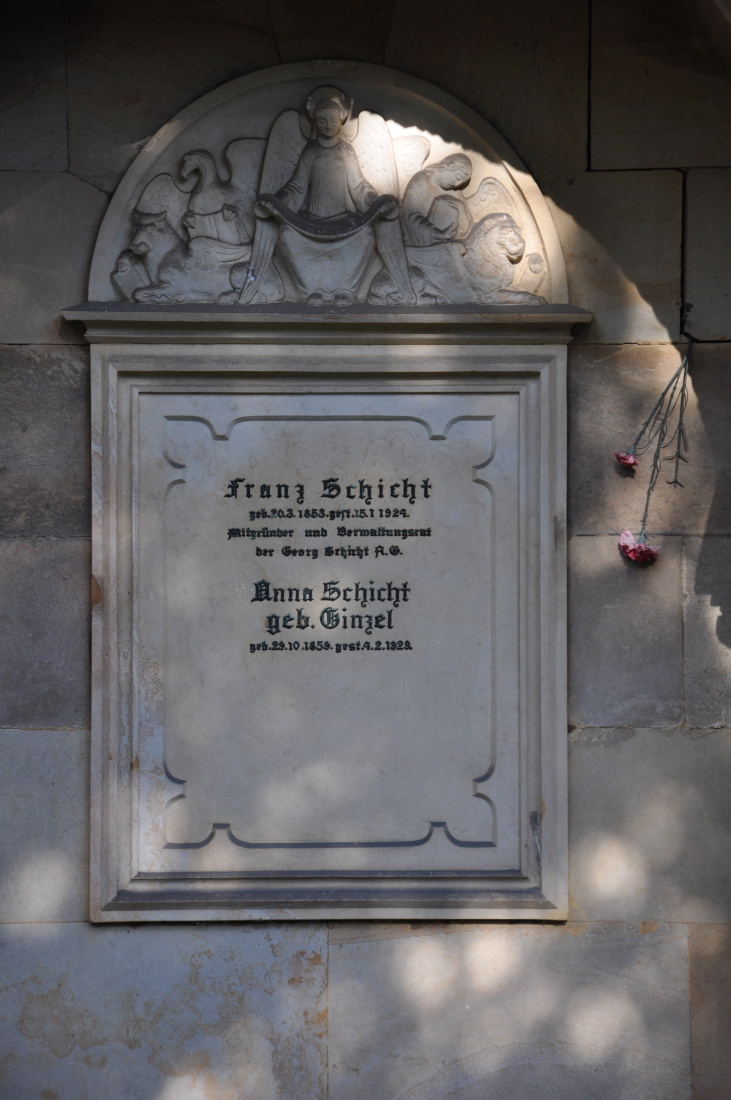 Franz Schicht
geb.20.3.1853.gest.15.1 1924.
Mitgründer und Verwaltungsrat
der Georg Schicht A.G.
Anna Schicht
geb. Ginzel
geb.29.10.1859. gest.4.2.1929.